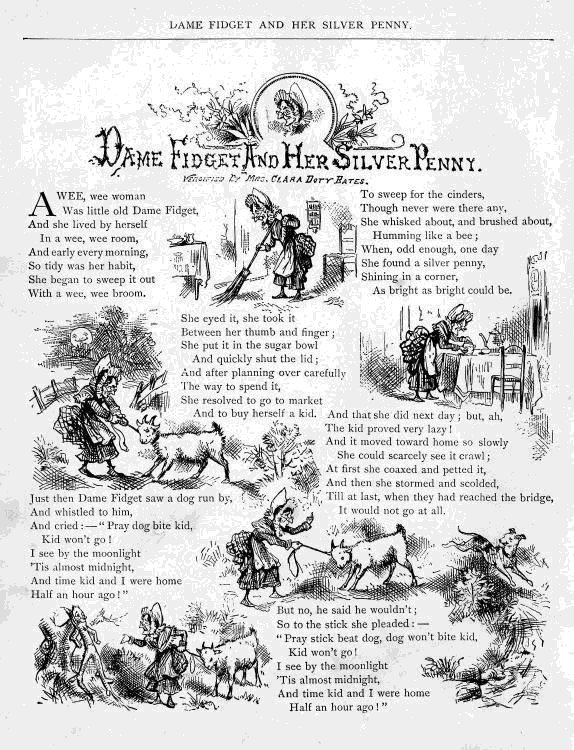 DAME FIDGET AND HER SILVER PENNY.
DAME FIDGET AND HER SILVER PENNY.
VERSIFIED BY MRS. CLARA DOTY BATES.
A WEE, wee woman
Was little old Dame Fidget,
And she lived by herself
In a wee, wee room,
And early every morning,
So tidy was her habit,
She began to sweep it out
With a wee, wee broom.
To sweep for the cinders,
Though never were there any,
She whisked about, and brushed about,
Humming like a bee;
When, odd enough, one day
She found a silver penny,
Shining in a corner,
As bright as bright could be.
She eyed it, she took it
Between her thumb and finger;
She put it in the sugar bowl
And quickly shut the lid;
And after planning over carefully
The way to spend it,
She resolved to go to market
And to buy herself a kid.
And that she did next day; but, ah,
The kid proved very lazy!
And it moved toward home so slowly
She could scarcely see it crawl;
At first she coaxed and petted it,
And then she stormed and scolded,
Till at last, when they had reached the bridge,
It would not go at all.
Just then Dame Fidget saw a dog run by,
And whistled to him,
And cried:—"Pray dog bite kid,
Kid won't go!
I see by the moonlight
'Tis almost midnight,
And time kid and I were home
Half an hour ago!"
But no, he said he wouldn't;
So to the stick she pleaded:—
"Pray stick beat dog, dog won't bite kid,
Kid won't go!
I see by the moonlight
'Tis almost midnight,
And time kid and I were home
Half an hour ago!"